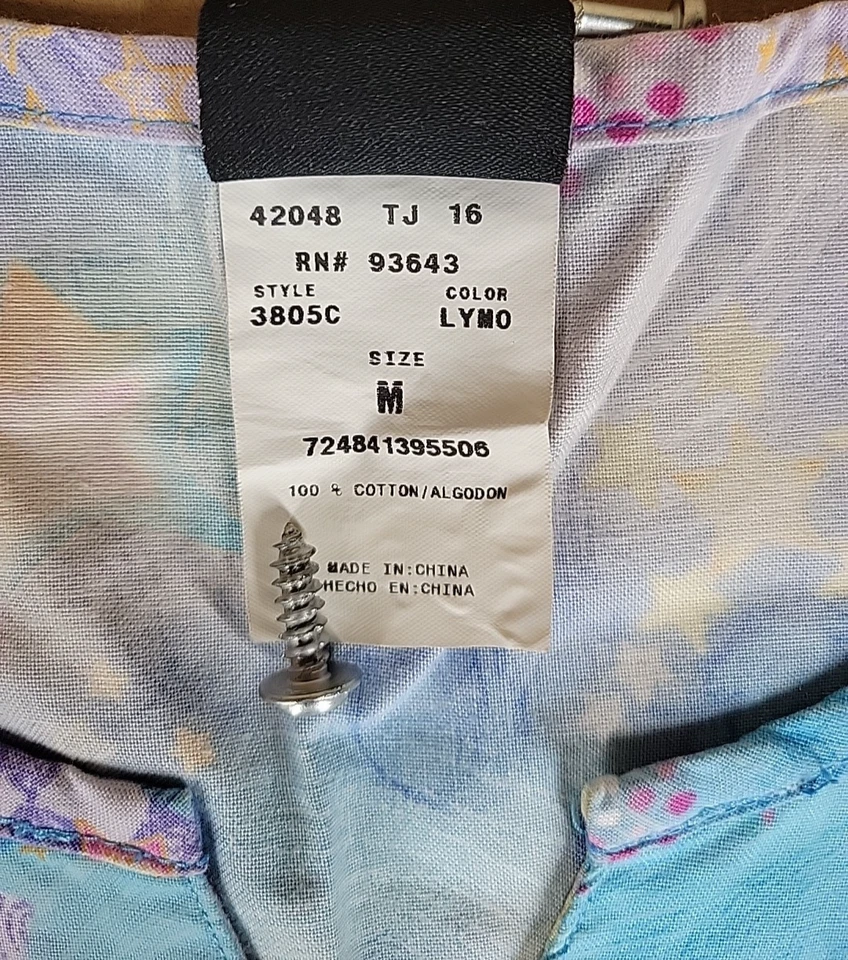 42048 TJ 16
RN# 93643
STYLE COLOR
3805C LYMO
SIZE
M
724841395506
100 % COTTON/ALGODON
MADE IN:CHINA
HECHO EN:CHINA